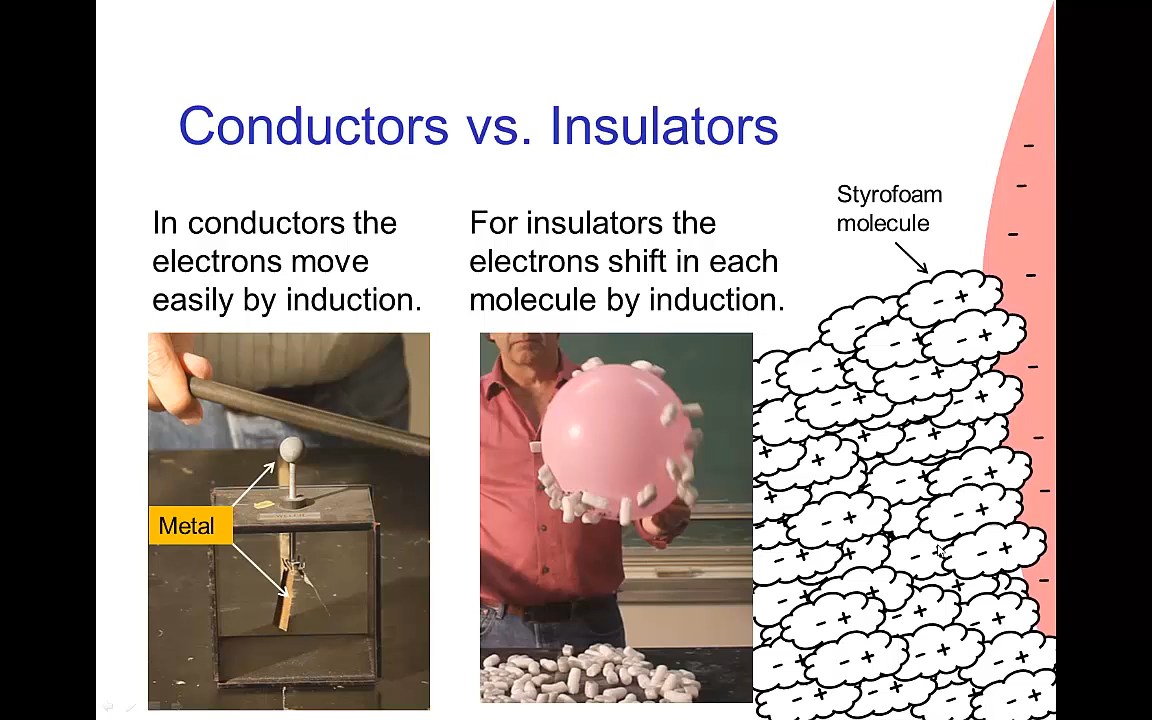 Conductors vs. Insulators
In conductors the
electrons move
easily by induction.
For insulators the
electrons shift in each
molecule by induction.
Styrofoam
molecule
Metal